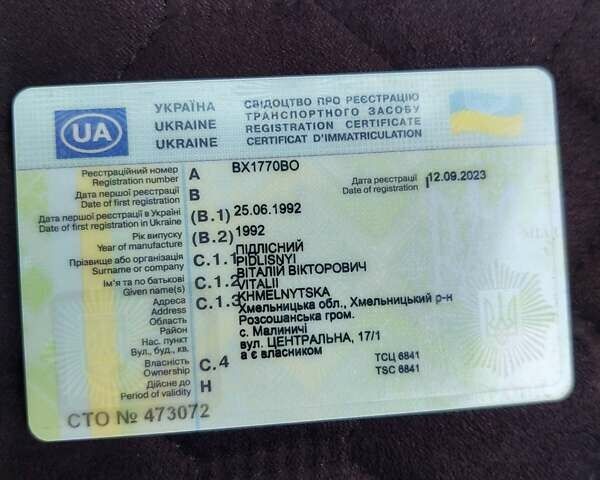 UA
УКРАЇНА СВІДОЦТВО ПРО РЕЄСТРАЦІЮ
UKRAINE ТРАНСПОРТНОГО ЗАСОБУ
UKRAINE REGISTRATION CERTIFICATE
CERTIFICAT D'IMMATRICULATION
Реєстраційний номер A BX1770BO
Registration number
Дата реєстрації 12.09.2023
Date of registration
Дата першої реєстрації B
Date of first registration
Дата першої реєстрації в Україні (B.1) 25.06.1992
Date of first registration in Ukraine
Рік випуску (B.2) 1992
Year of manufacture
Прізвище або організація C.1.1 ПІДЛІСНИЙ
Surname or company PIDLISNYI
Ім'я та по батькові C.1.2 ВІТАЛІЙ ВІКТОРОВИЧ
Given name(s) VITALII
Адреса C.1.3 KHMELNYTSKA
Address Хмельницька обл., Хмельницький р-н
Область Розсошанська гром.
Район с. Малиничі
Нас. пункт вул. ЦЕНТРАЛЬНА, 17/1
Вул., буд., кв. а є власником
Власність C.4 ТСЦ 6841
Ownership TSC 6841
Дійсне до H
Period of validity
СТО № 473072